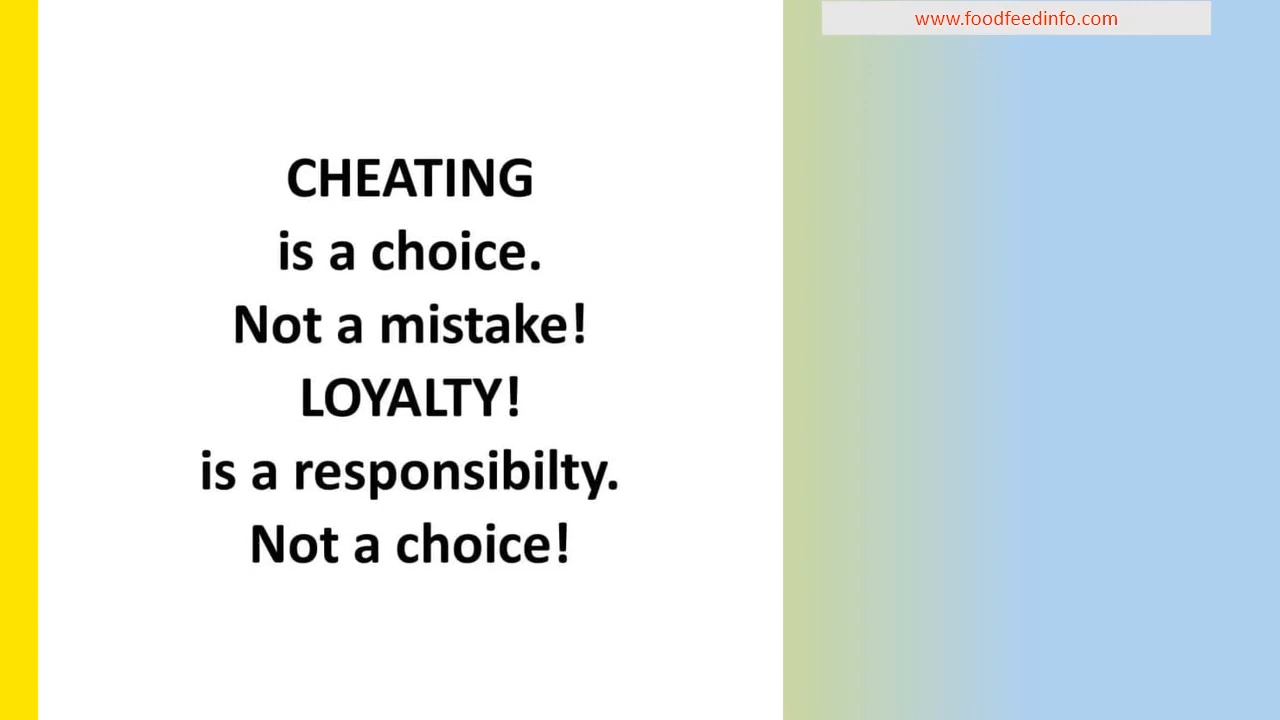 www.foodfeedinfo.com
CHEATING
is a choice.
Not a mistake!
LOYALTY!
is a responsibilty.
Not a choice!